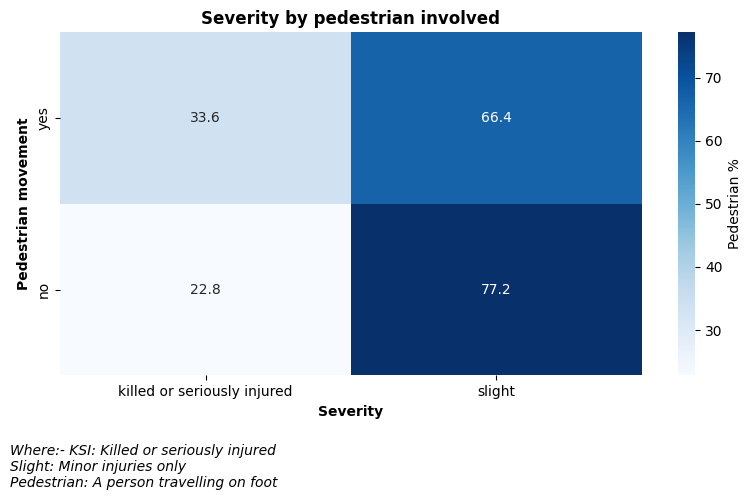 Severity by pedestrian involved
Pedestrian movement
yes
33.6
66.4
no
22.8
77.2
killed or seriously injured
slight
Severity
70
60
50
40
30
Pedestrian %
Where:- KSI: Killed or seriously injured
Slight: Minor injuries only
Pedestrian: A person travelling on foot